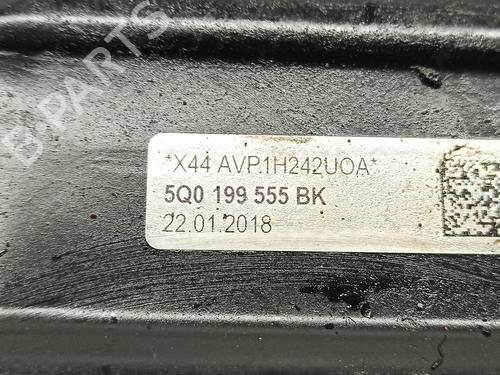 B-PARTS
*X44 AVP.1H242UOA*
5Q0 199 555 BK
22.01.2018